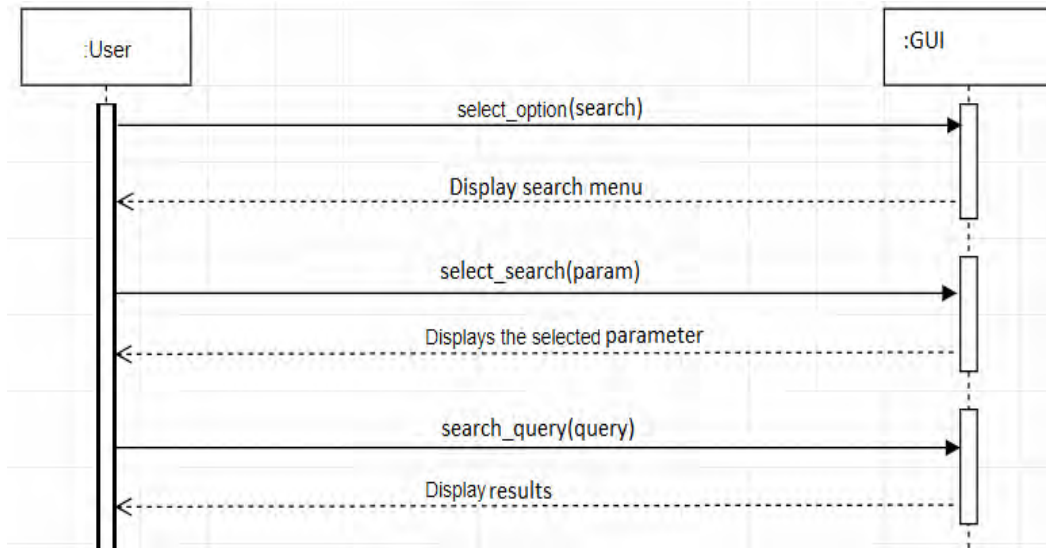 :User
:GUI
select_option(search)
Display search menu
select_search(param)
Displays the selected parameter
search_query(query)
Display results